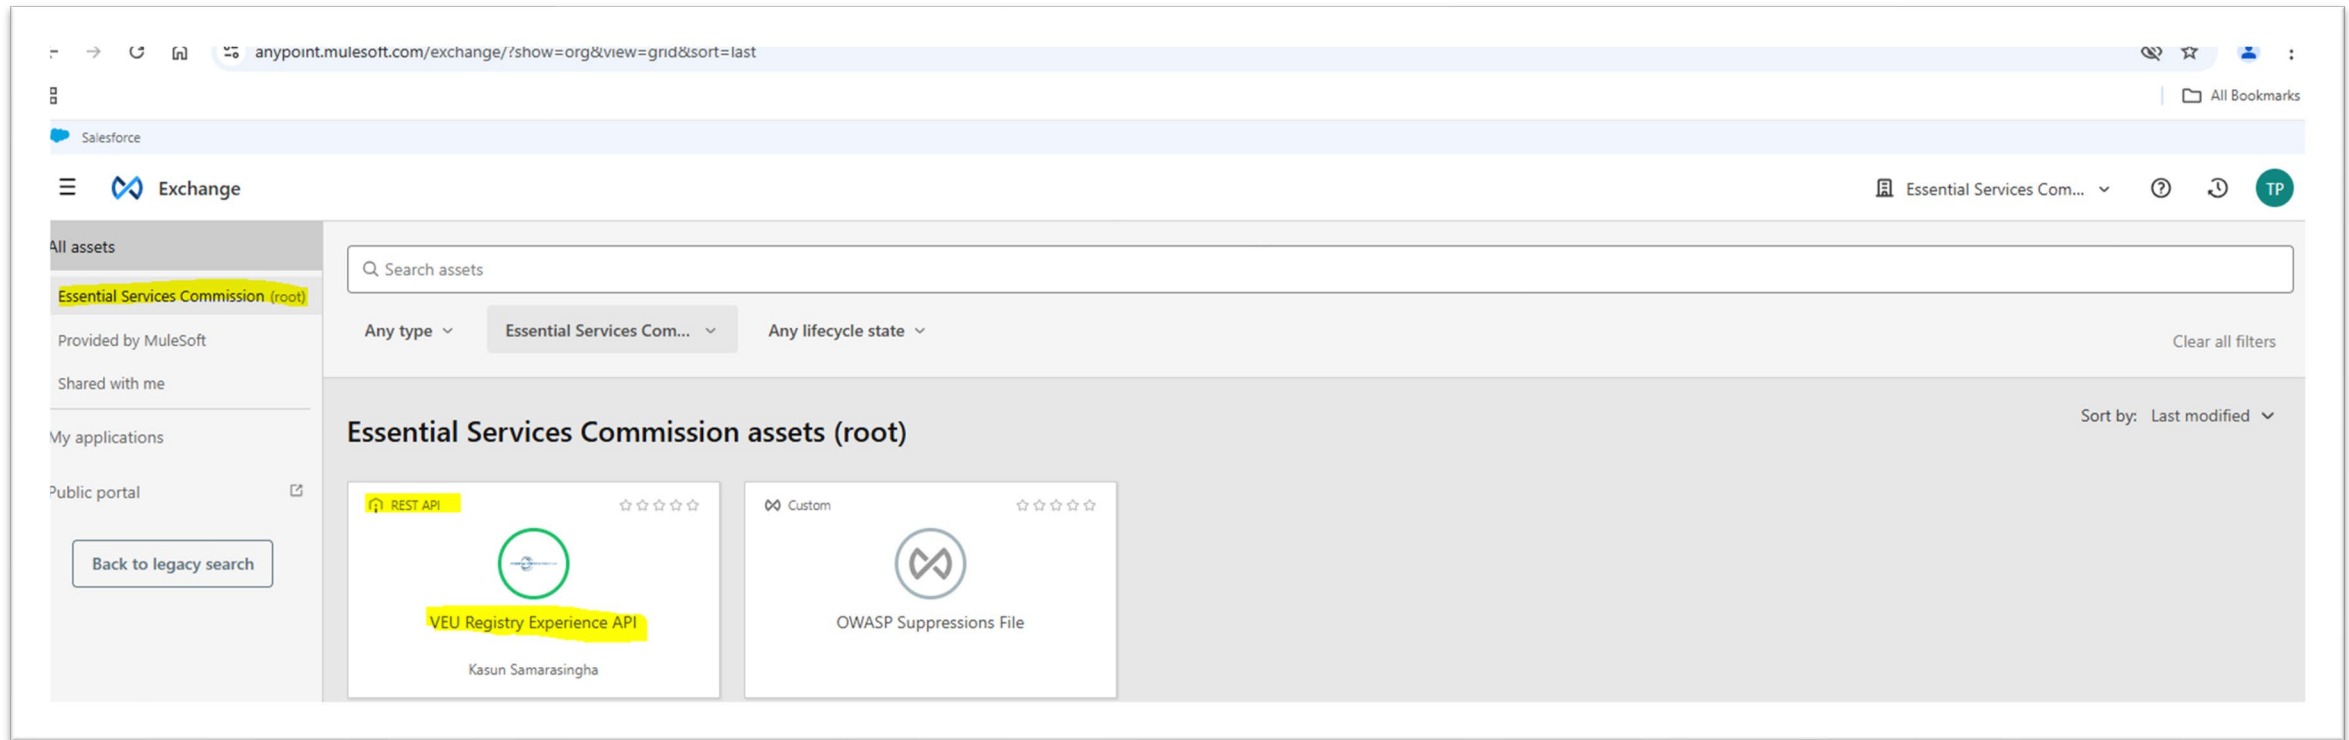 anypoint.mulesoft.com/exchange/?show=org&view=grid&sort=last
All Bookmarks
Salesforce
Exchange
Essential Services Com...
TP
All assets
Essential Services Commission (root)
Provided by MuleSoft
Shared with me
My applications
Public portal
Back to legacy search
Search assets
Any type
Essential Services Com...
Any lifecycle state
Clear all filters
Sort by: Last modified
Essential Services Commission assets (root)
REST API
VEU Registry Experience API
Kasun Samarasingha
Custom
OWASP Suppressions File